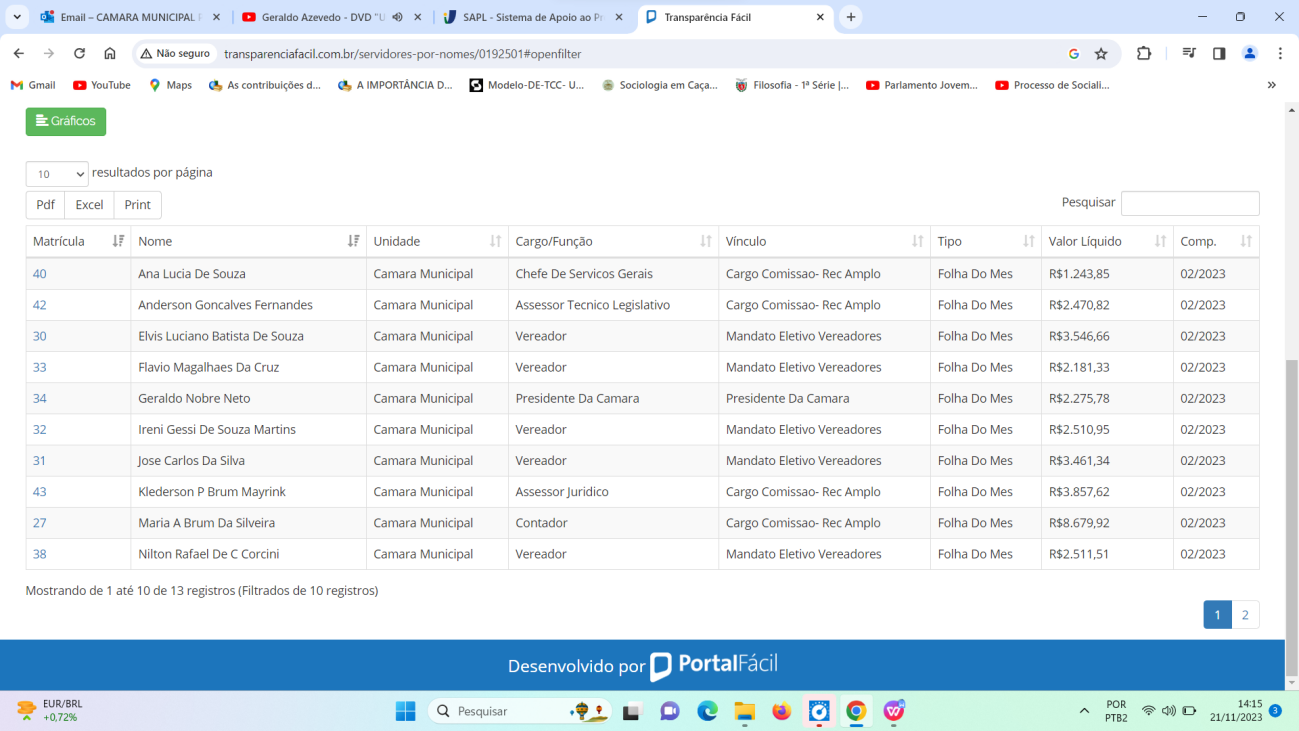 Email – CAMARA MUNICIPAL F
Geraldo Azevedo - DVD "U
SAPL - Sistema de Apoio ao Pr
Transparência Fácil
Não seguro
transparenciafacil.com.br/servidores-por-nomes/0192501#openfilter
Gmail
YouTube
Maps
As contribuições d...
A IMPORTÂNCIA D...
Modelo-DE-TCC- U...
Sociologia em Caça...
Filosofia - 1ª Série |...
Parlamento Jovem...
Processo de Sociali...
Gráficos
10 resultados por página
Pdf Excel Print
Pesquisar
Matrícula Nome Unidade Cargo/Função Vínculo Tipo Valor Líquido Comp.
40 Ana Lucia De Souza Camara Municipal Chefe De Servicos Gerais Cargo Comissao- Rec Amplo Folha Do Mes R$1.243,85 02/2023
42 Anderson Goncalves Fernandes Camara Municipal Assessor Tecnico Legislativo Cargo Comissao- Rec Amplo Folha Do Mes R$2.470,82 02/2023
30 Elvis Luciano Batista De Souza Camara Municipal Vereador Mandato Eletivo Vereadores Folha Do Mes R$3.546,66 02/2023
33 Flavio Magalhaes Da Cruz Camara Municipal Vereador Mandato Eletivo Vereadores Folha Do Mes R$2.181,33 02/2023
34 Geraldo Nobre Neto Camara Municipal Presidente Da Camara Presidente Da Camara Folha Do Mes R$2.275,78 02/2023
32 Ireni Gessi De Souza Martins Camara Municipal Vereador Mandato Eletivo Vereadores Folha Do Mes R$2.510,95 02/2023
31 Jose Carlos Da Silva Camara Municipal Vereador Mandato Eletivo Vereadores Folha Do Mes R$3.461,34 02/2023
43 Klederson P Brum Mayrink Camara Municipal Assessor Juridico Cargo Comissao- Rec Amplo Folha Do Mes R$3.857,62 02/2023
27 Maria A Brum Da Silveira Camara Municipal Contador Cargo Comissao- Rec Amplo Folha Do Mes R$8.679,92 02/2023
38 Nilton Rafael De C Corcini Camara Municipal Vereador Mandato Eletivo Vereadores Folha Do Mes R$2.511,51 02/2023
Mostrando de 1 até 10 de 13 registros (Filtrados de 10 registros)
1 2
Desenvolvido por PortalFácil
EUR/BRL
+0,72%
Pesquisar
POR
PTB2
14:15
21/11/2023
3